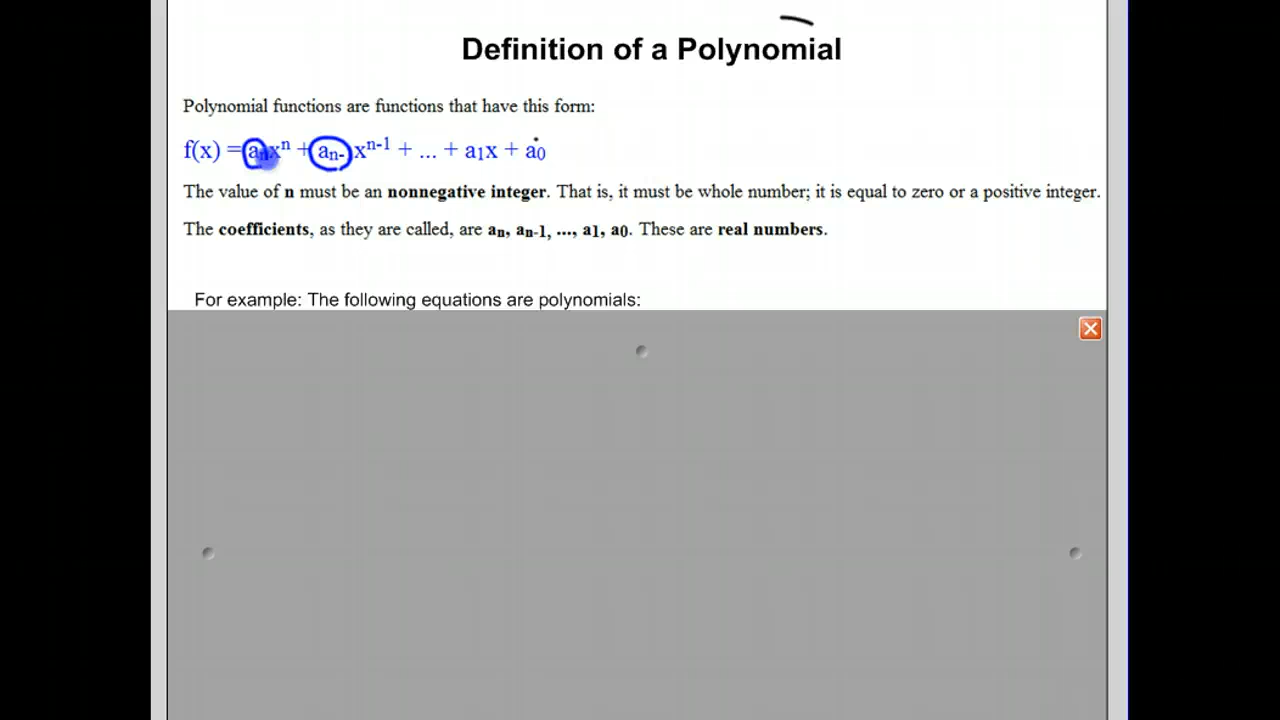 Definition of a Polynomial
Polynomial functions are functions that have this form:
f(x) = aₙxⁿ + aₙ₋ xⁿ⁻¹ + ... + a₁x + a₀
The value of n must be an nonnegative integer. That is, it must be whole number; it is equal to zero or a positive integer.
The coefficients, as they are called, are aₙ, aₙ₋₁, ..., a₁, a₀. These are real numbers.
For example: The following equations are polynomials: